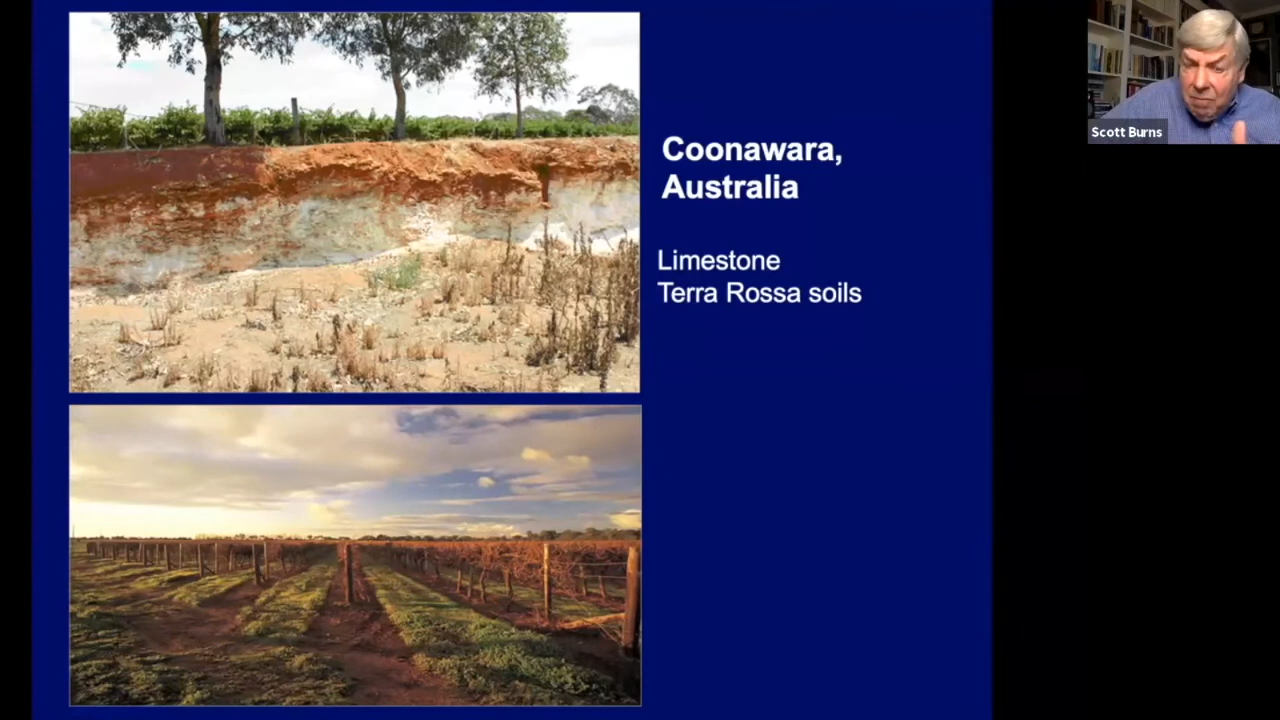 Coonawara,
Australia
Limestone
Terra Rossa soils
Scott Burns